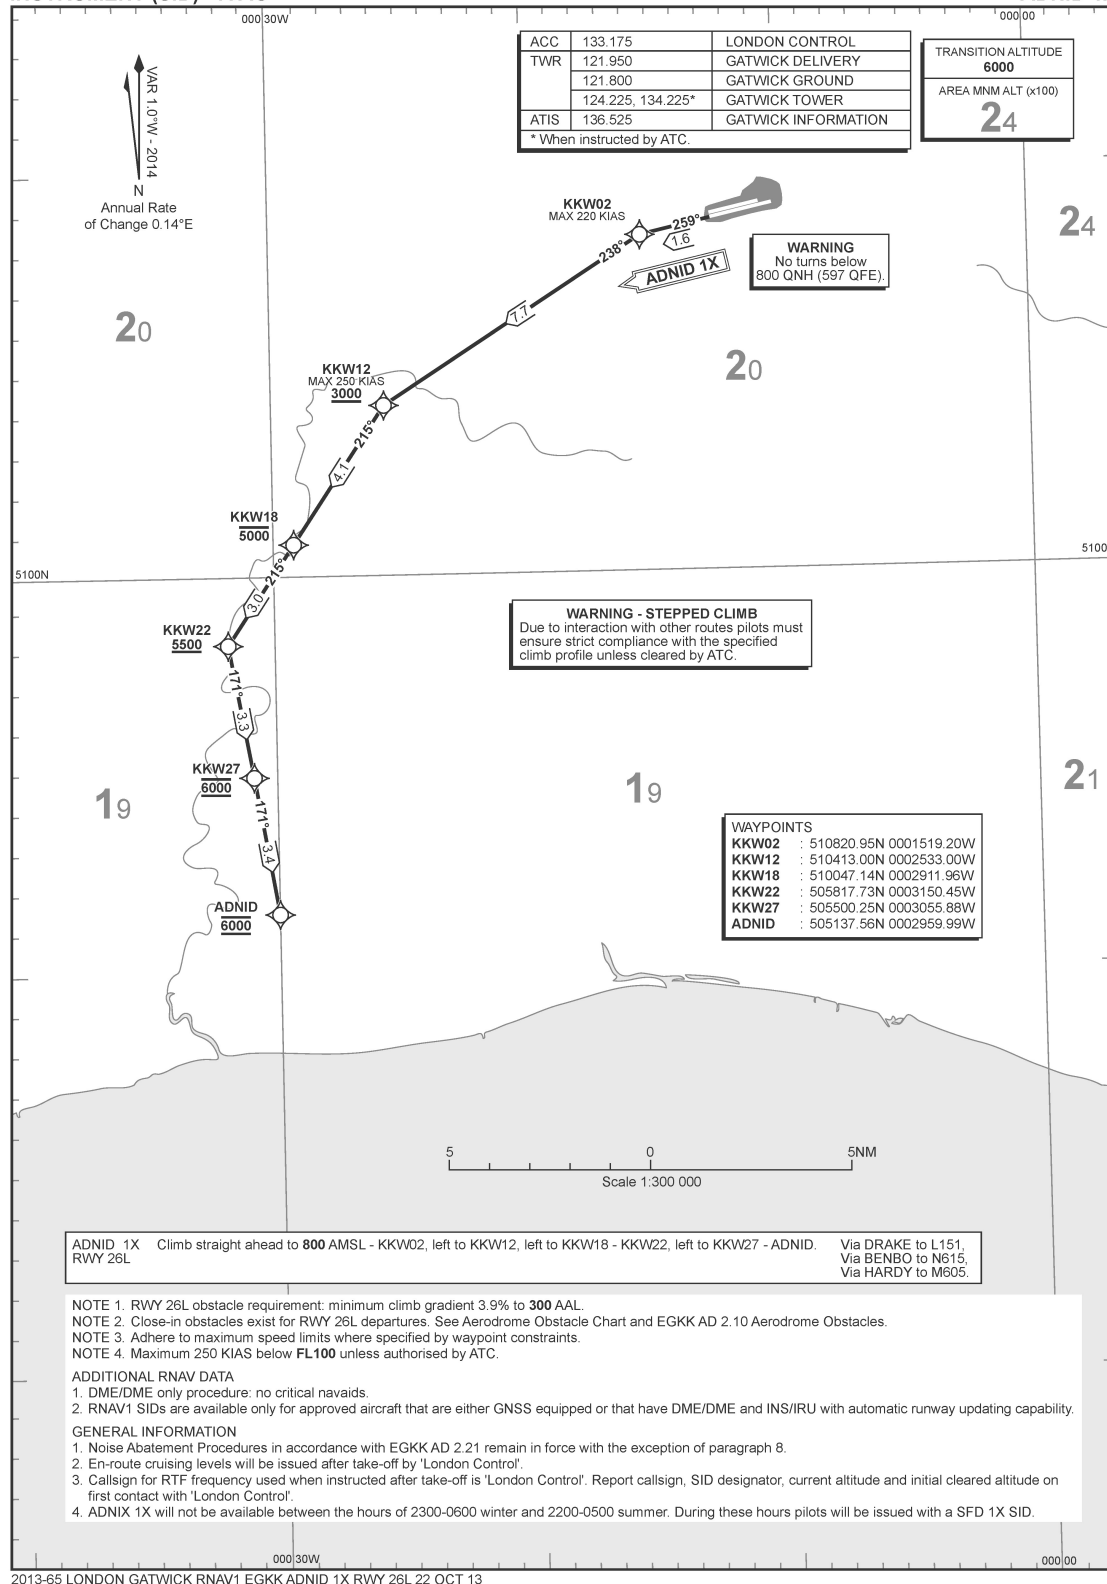 000 30W
000 00
VAR 1.0°W - 2014
N
Annual Rate
of Change 0.14°E
ACC 133.175 LONDON CONTROL
TWR 121.950 GATWICK DELIVERY
121.800 GATWICK GROUND
124.225, 134.225* GATWICK TOWER
ATIS 136.525 GATWICK INFORMATION
* When instructed by ATC.
TRANSITION ALTITUDE
6000
AREA MNM ALT (x100)
24
KKW02
MAX 220 KIAS
259°
1.6
238°
ADNID 1X
24
WARNING
No turns below
800 QNH (597 QFE).
7.7
20
20
KKW12
MAX 250 KIAS
3000
215°
4.1
KKW18
5000
5100N
5100
215°
3.0
KKW22
5500
WARNING - STEPPED CLIMB
Due to interaction with other routes pilots must
ensure strict compliance with the specified
climb profile unless cleared by ATC.
171°
3.3
KKW27
6000
19
19
21
171°
3.4
ADNID
6000
WAYPOINTS
KKW02 : 510820.95N 0001519.20W
KKW12 : 510413.00N 0002533.00W
KKW18 : 510047.14N 0002911.96W
KKW22 : 505817.73N 0003150.45W
KKW27 : 505500.25N 0003055.88W
ADNID : 505137.56N 0002959.99W
5 0 5NM
Scale 1:300 000
ADNID 1X Climb straight ahead to 800 AMSL - KKW02, left to KKW12, left to KKW18 - KKW22, left to KKW27 - ADNID. Via DRAKE to L151,
RWY 26L Via BENBO to N615,
Via HARDY to M605.
NOTE 1. RWY 26L obstacle requirement: minimum climb gradient 3.9% to 300 AAL.
NOTE 2. Close-in obstacles exist for RWY 26L departures. See Aerodrome Obstacle Chart and EGKK AD 2.10 Aerodrome Obstacles.
NOTE 3. Adhere to maximum speed limits where specified by waypoint constraints.
NOTE 4. Maximum 250 KIAS below FL100 unless authorised by ATC.
ADDITIONAL RNAV DATA
1. DME/DME only procedure: no critical navaids.
2. RNAV1 SIDs are available only for approved aircraft that are either GNSS equipped or that have DME/DME and INS/IRU with automatic runway updating capability.
GENERAL INFORMATION
1. Noise Abatement Procedures in accordance with EGKK AD 2.21 remain in force with the exception of paragraph 8.
2. En-route cruising levels will be issued after take-off by 'London Control'.
3. Callsign for RTF frequency used when instructed after take-off is 'London Control'. Report callsign, SID designator, current altitude and initial cleared altitude on
first contact with 'London Control'.
4. ADNIX 1X will not be available between the hours of 2300-0600 winter and 2200-0500 summer. During these hours pilots will be issued with a SFD 1X SID.
000 30W
000 00
2013-65 LONDON GATWICK RNAV1 EGKK ADNID 1X RWY 26L 22 OCT 13